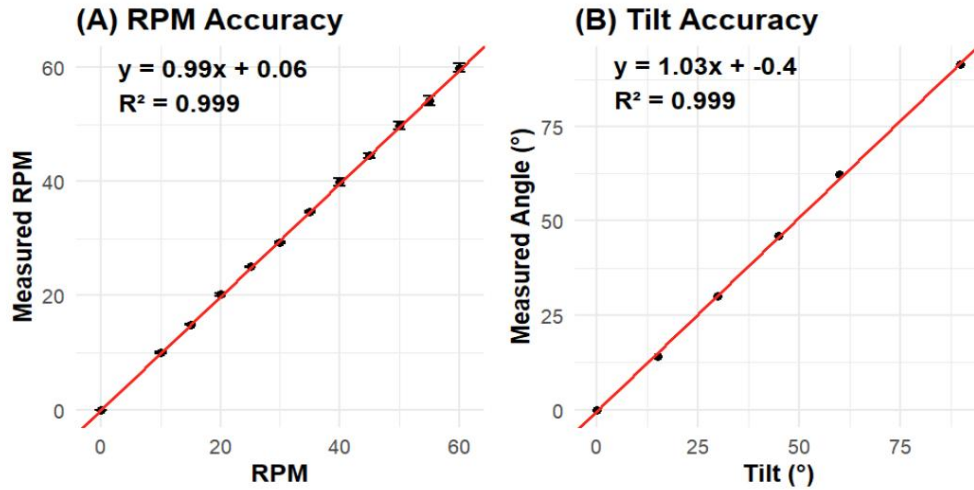 (A) RPM Accuracy
y = 0.99x + 0.06
R² = 0.999
60
40
20
0
Measured RPM
0 20 40 60
RPM
(B) Tilt Accuracy
y = 1.03x + -0.4
R² = 0.999
75
50
25
0
Measured Angle (°)
0 25 50 75
Tilt (°)